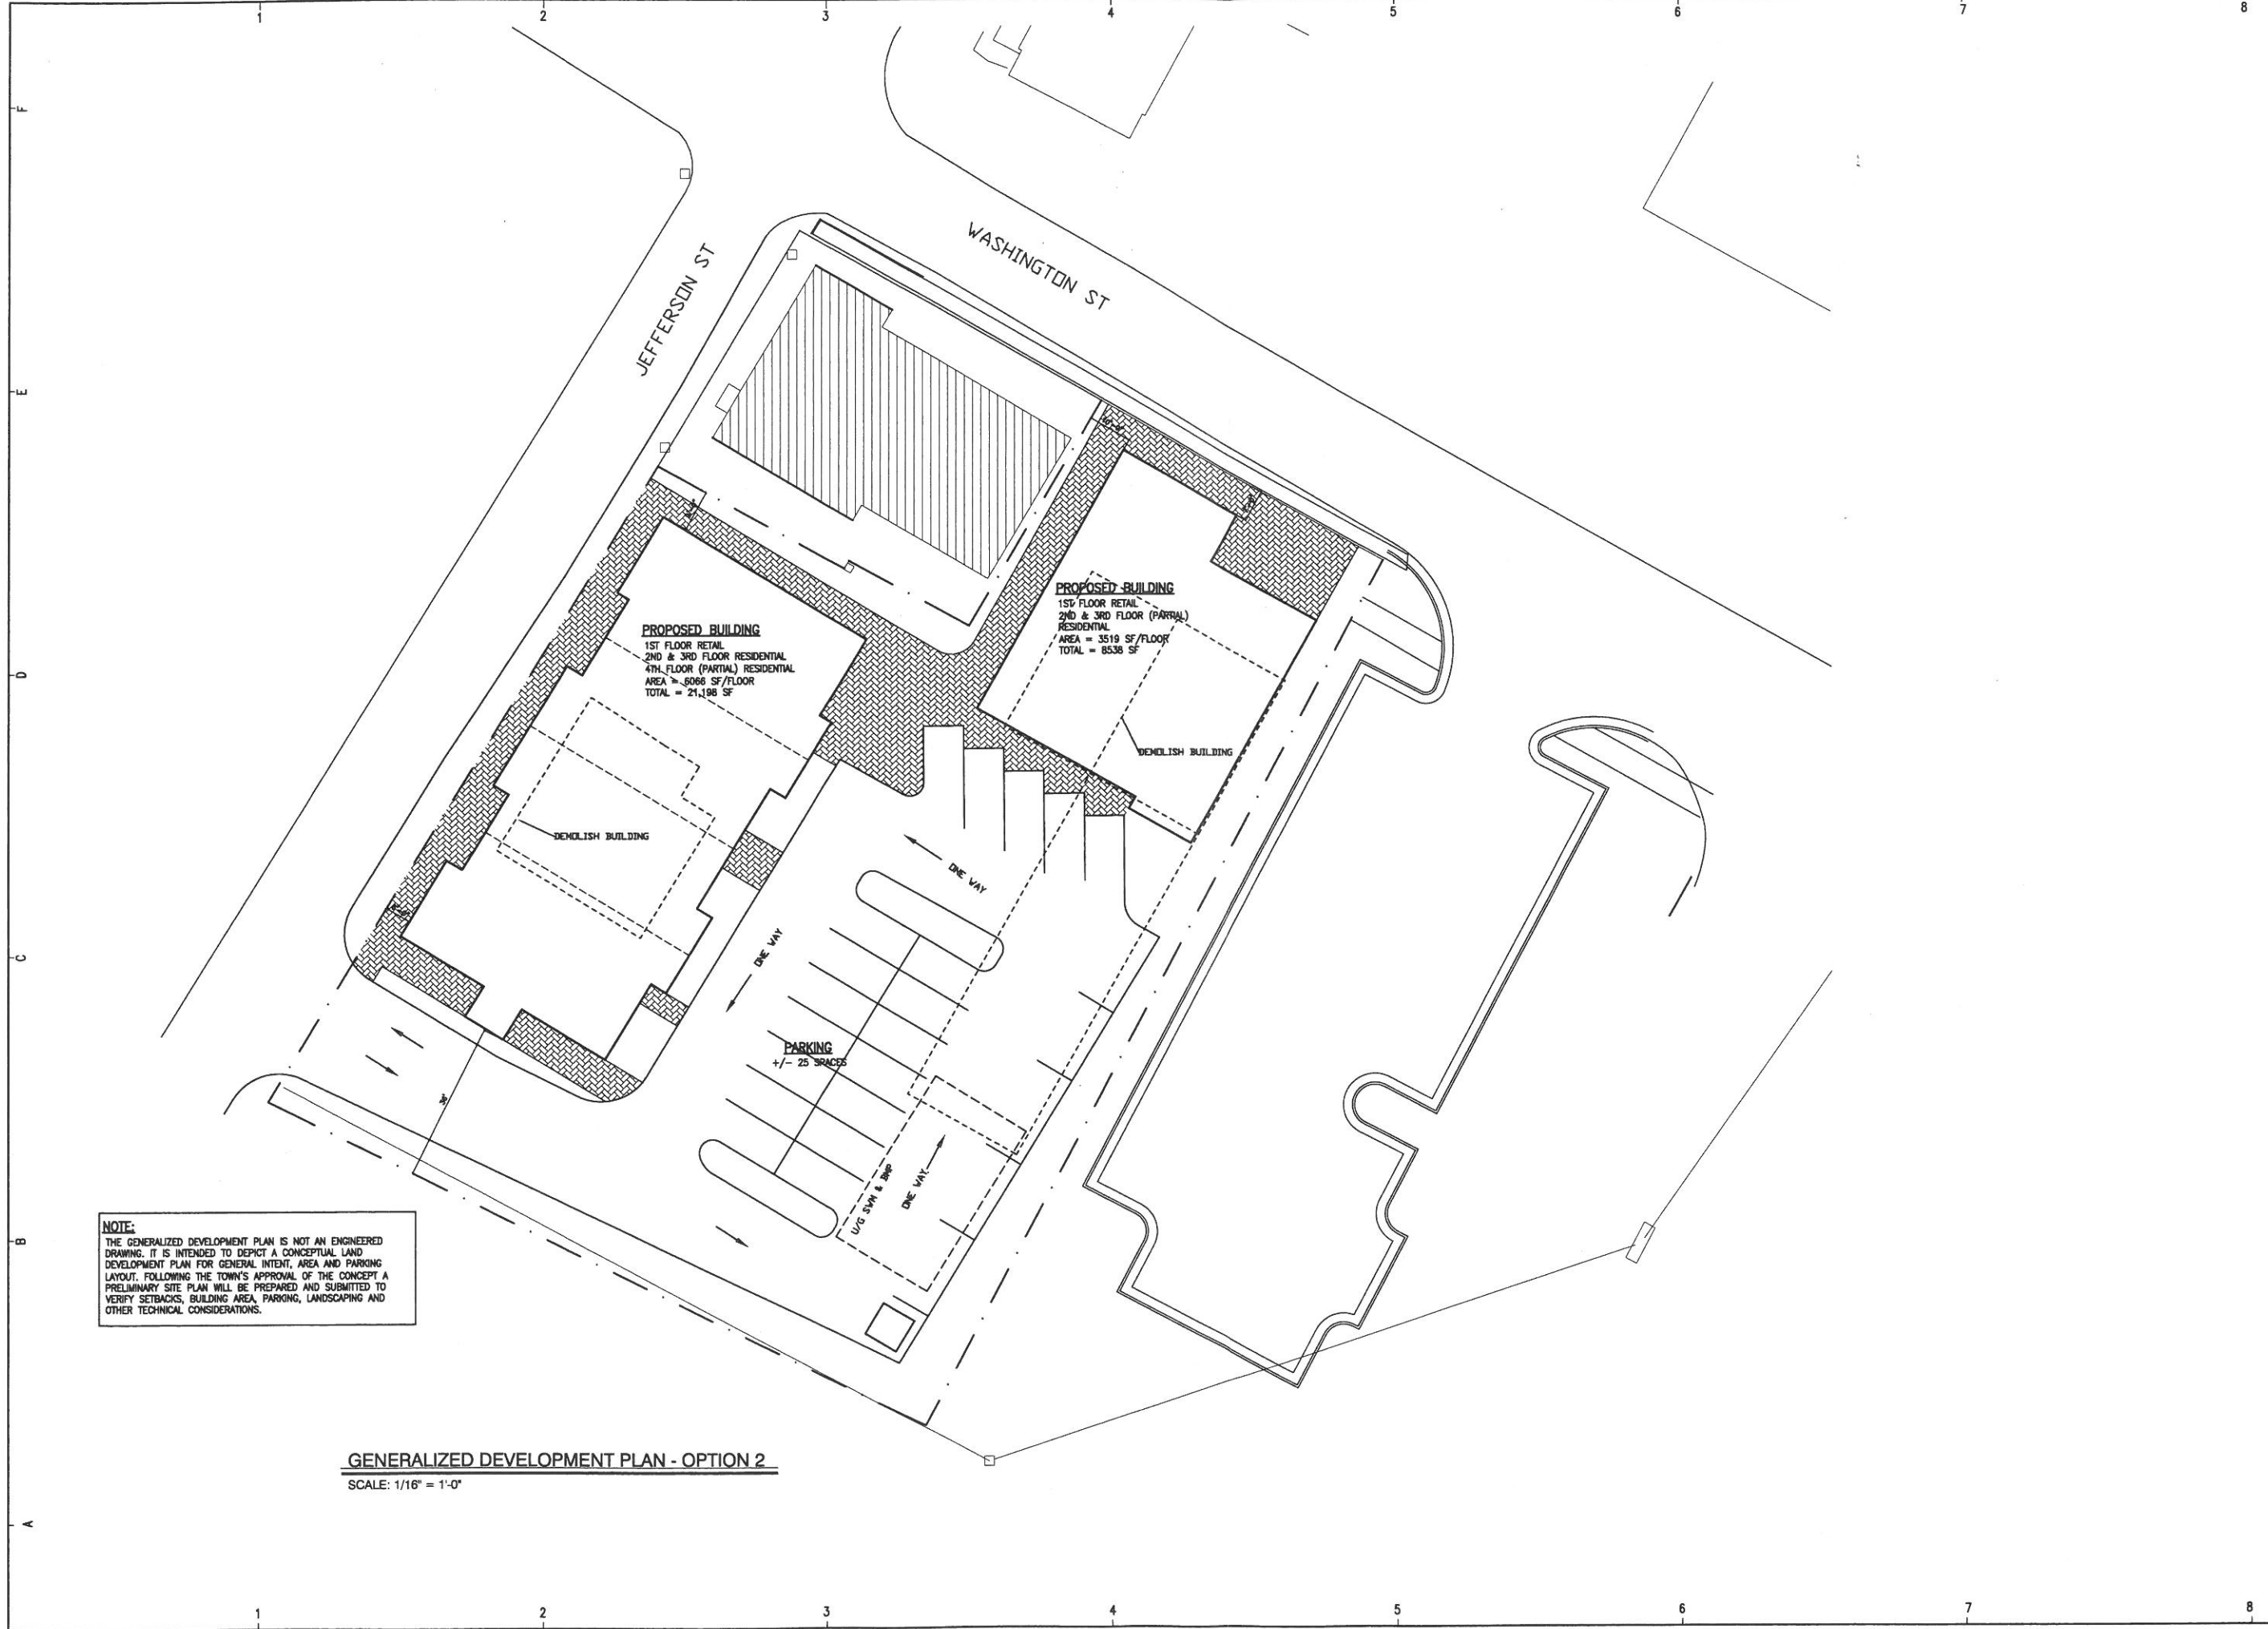 1 2 3 4 5 6 7 8
F
E
D
C
B
A
WASHINGTON ST
JEFFERSON ST
PROPOSED BUILDING
1ST FLOOR RETAIL
2ND & 3RD FLOOR (PARTIAL)
RESIDENTIAL
AREA = 3519 SF/FLOOR
TOTAL = 8538 SF
PROPOSED BUILDING
1ST FLOOR RETAIL
2ND & 3RD FLOOR RESIDENTIAL
4TH FLOOR (PARTIAL) RESIDENTIAL
AREA = 6066 SF/FLOOR
TOTAL = 21,198 SF
DEMOLISH BUILDING
DEMOLISH BUILDING
ONE WAY
ONE WAY
PARKING
+/- 25 SPACES
U/G SWM & BMP
ONE WAY
36'
NOTE:
THE GENERALIZED DEVELOPMENT PLAN IS NOT AN ENGINEERED
DRAWING. IT IS INTENDED TO DEPICT A CONCEPTUAL LAND
DEVELOPMENT PLAN FOR GENERAL INTENT, AREA AND PARKING
LAYOUT. FOLLOWING THE TOWN'S APPROVAL OF THE CONCEPT A
PRELIMINARY SITE PLAN WILL BE PREPARED AND SUBMITTED TO
VERIFY SETBACKS, BUILDING AREA, PARKING, LANDSCAPING AND
OTHER TECHNICAL CONSIDERATIONS.
GENERALIZED DEVELOPMENT PLAN - OPTION 2
SCALE: 1/16" = 1'-0"
1 2 3 4 5 6 7 8